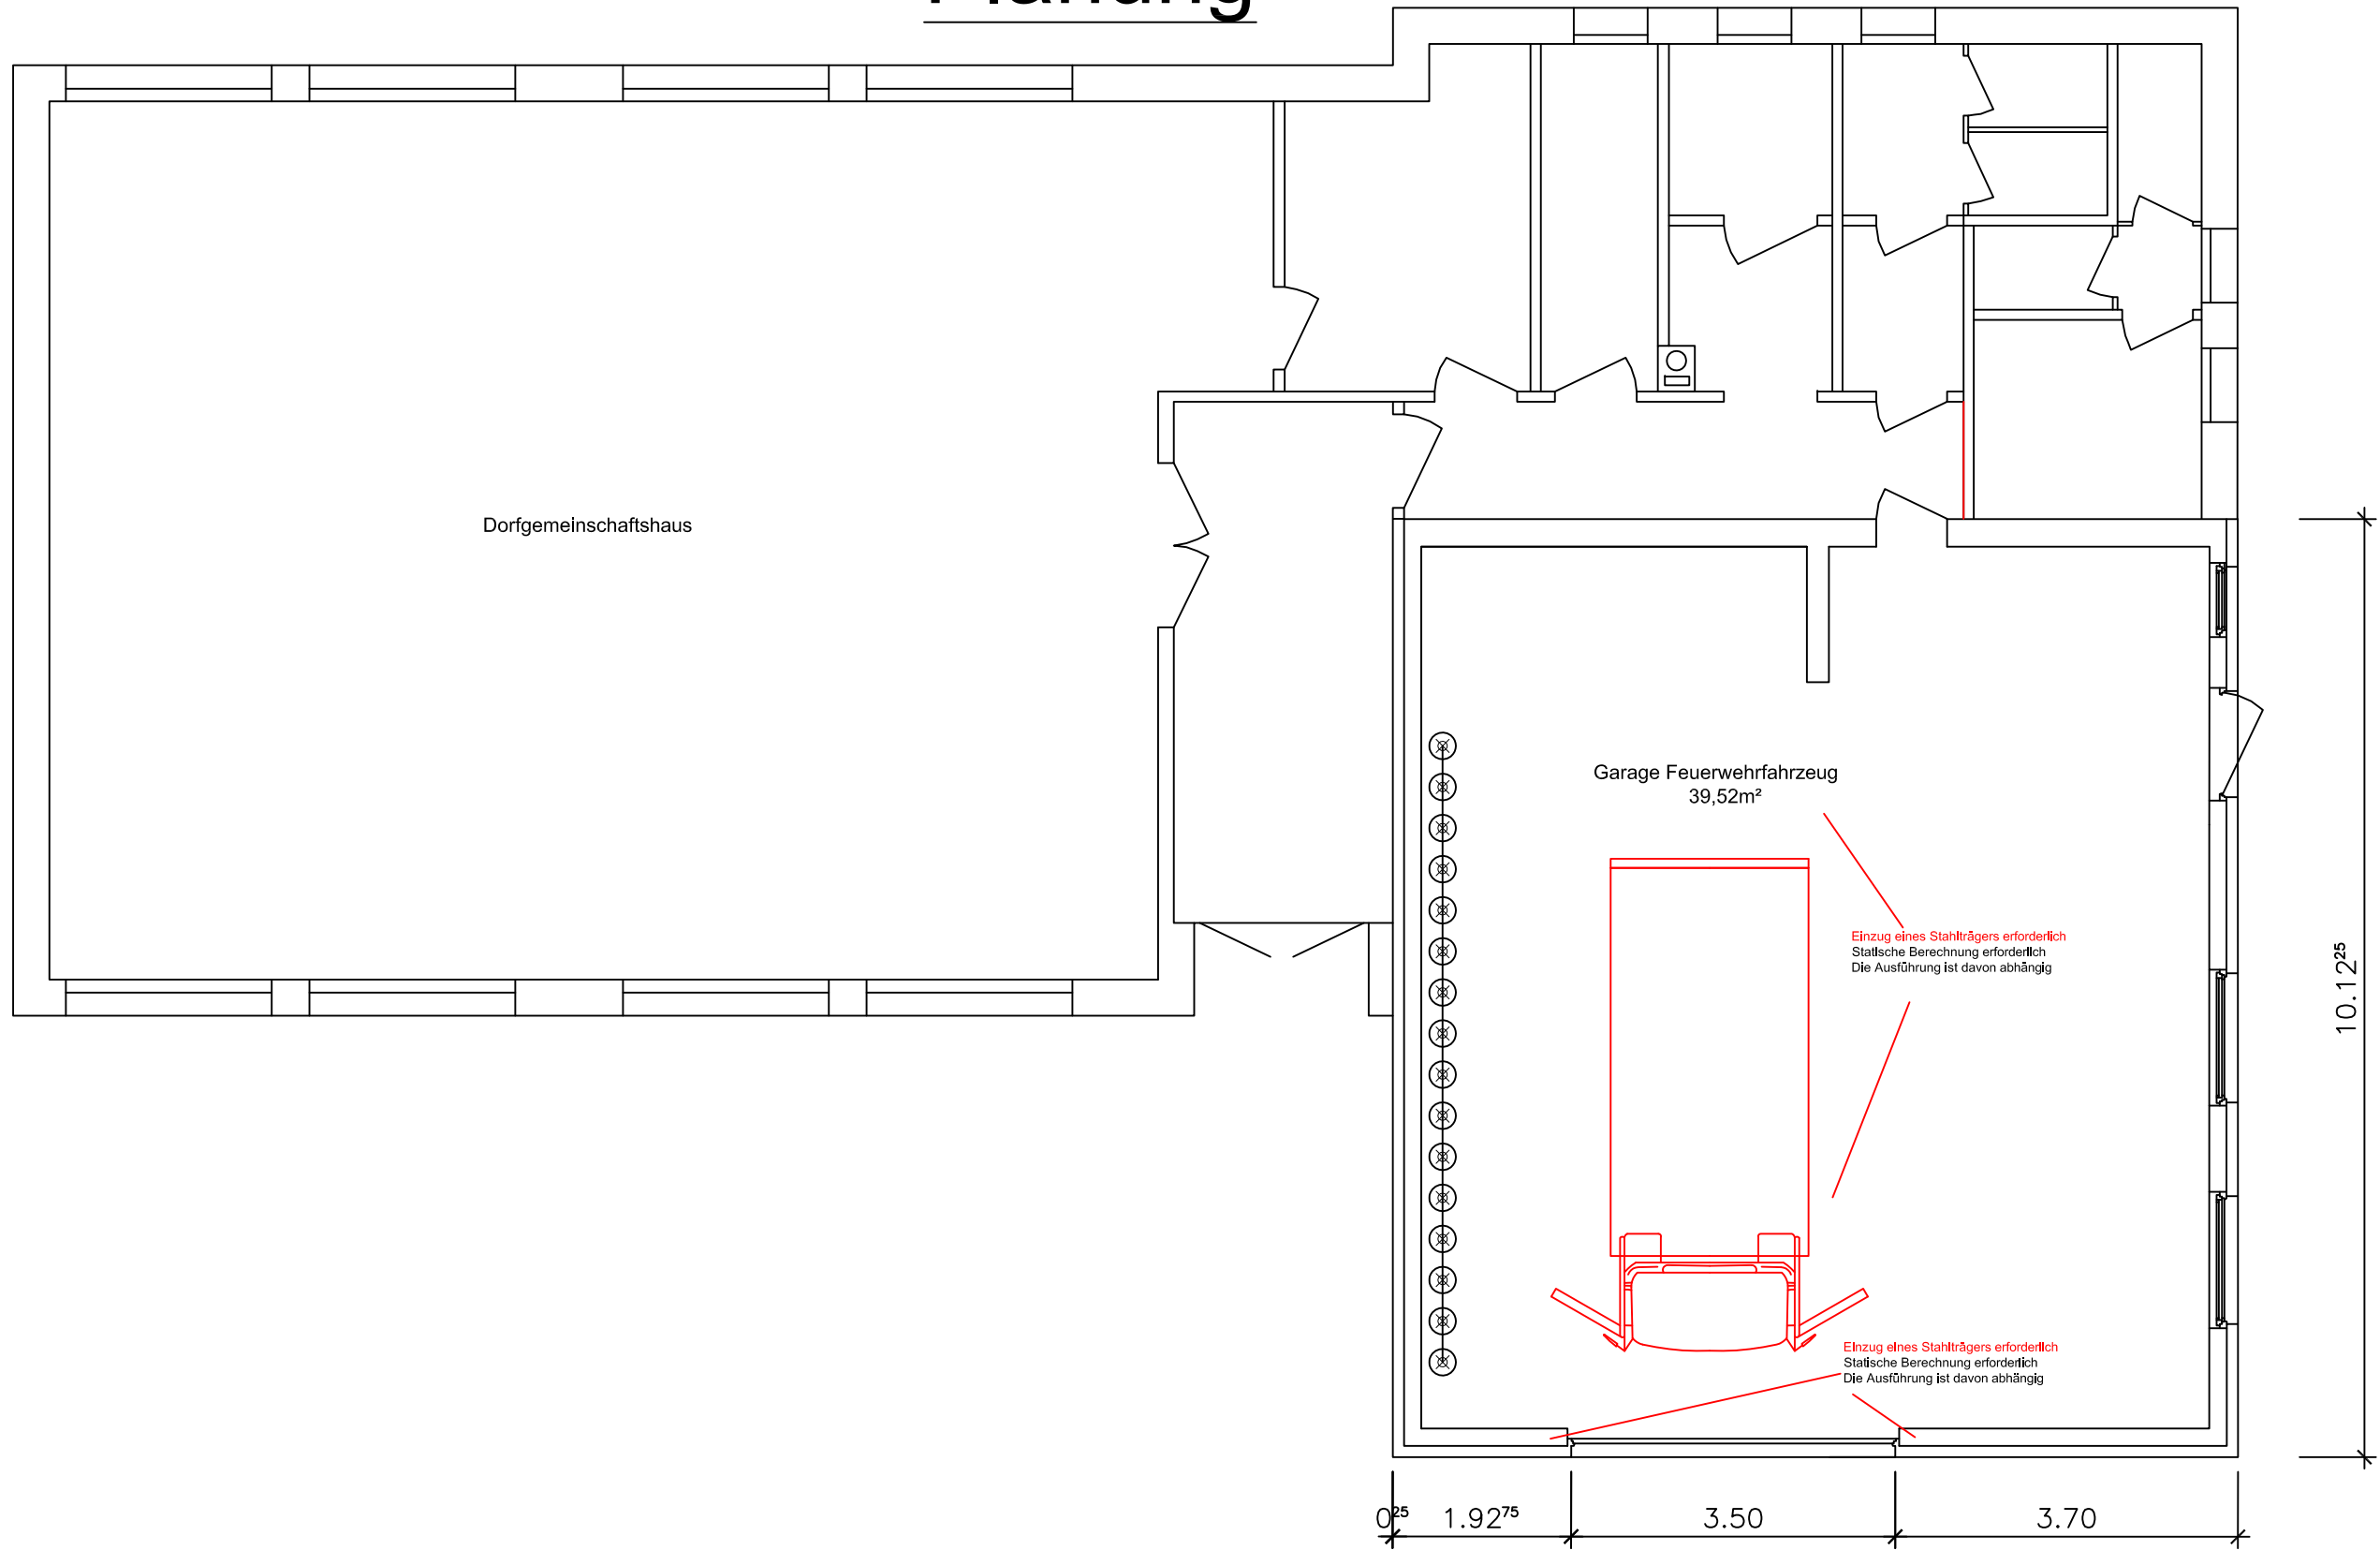 Planung
Dorfgemeinschaftshaus
Garage Feuerwehrfahrzeug
39,52m²
Einzug eines Stahlträgers erforderlich
Statische Berechnung erforderlich
Die Ausführung ist davon abhängig
10.12²⁵
Einzug eines Stahlträgers erforderlich
Statische Berechnung erforderlich
Die Ausführung ist davon abhängig
0²⁵ 1.92⁷⁵ 3.50 3.70